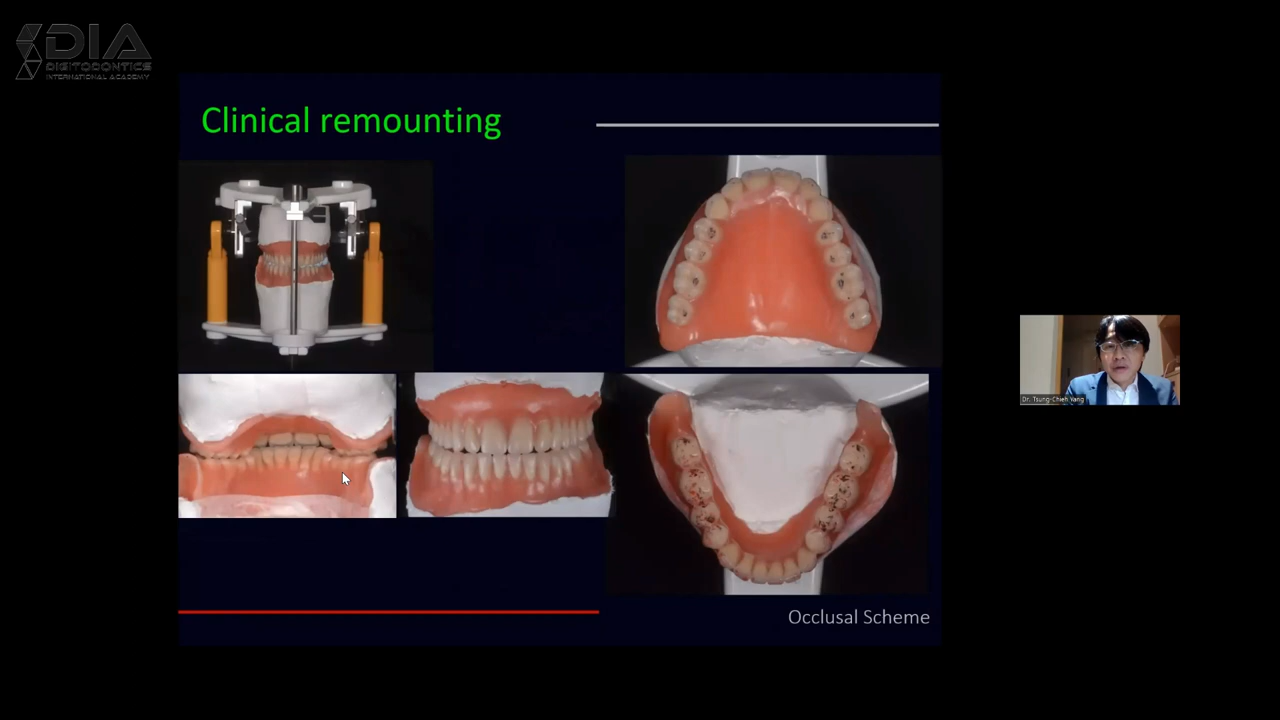 DIA
DIGITODONTICS
INTERNATIONAL ACADEMY
Clinical remounting
Dr. Tsung-Chieh Yang
Occlusal Scheme